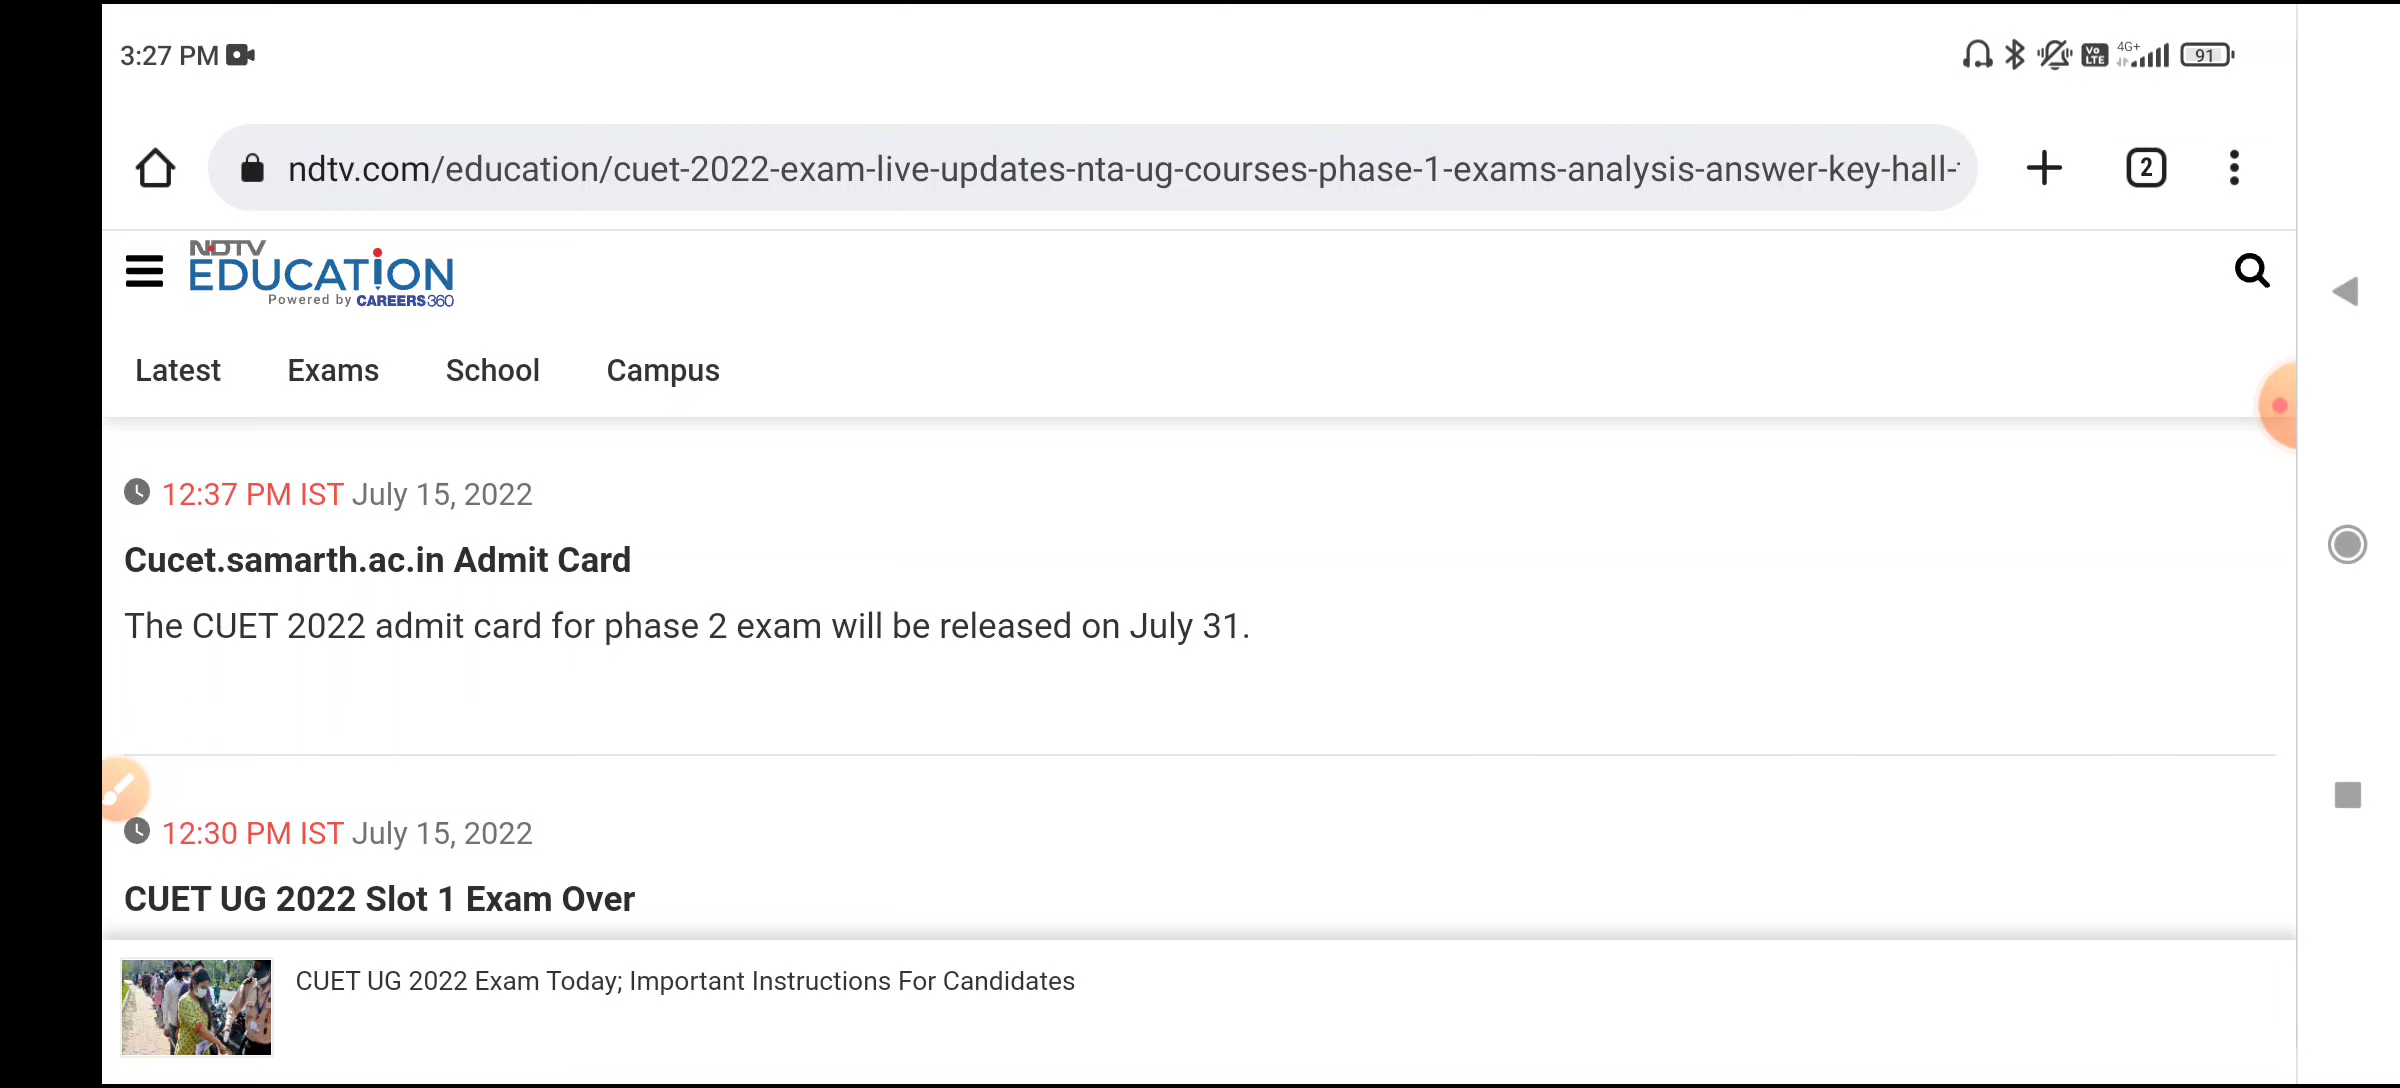 3:27 PM
Vo LTE 4G+ 91
ndtv.com/education/cuet-2022-exam-live-updates-nta-ug-courses-phase-1-exams-analysis-answer-key-hall-
2
NDTV
EDUCATION
Powered by CAREERS360
Latest Exams School Campus
12:37 PM IST July 15, 2022
Cucet.samarth.ac.in Admit Card
The CUET 2022 admit card for phase 2 exam will be released on July 31.
12:30 PM IST July 15, 2022
CUET UG 2022 Slot 1 Exam Over
CUET UG 2022 Exam Today; Important Instructions For Candidates